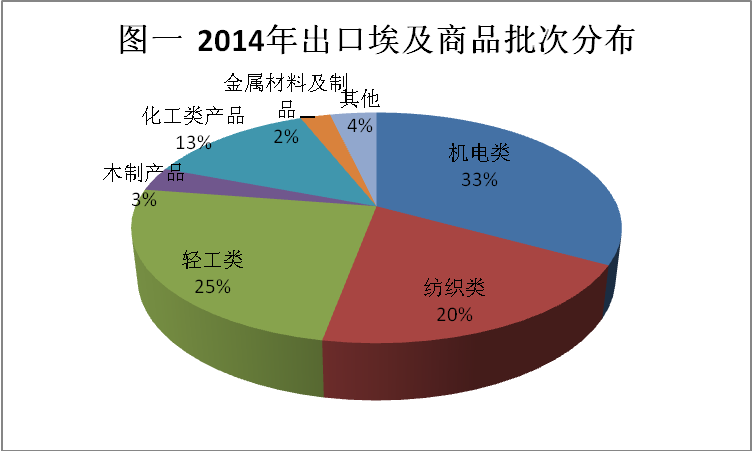 图一 2014年出口埃及商品批次分布
金属材料及制
品
2%
其他
4%
化工类产品
13%
木制产品
3%
机电类
33%
轻工类
25%
纺织类
20%